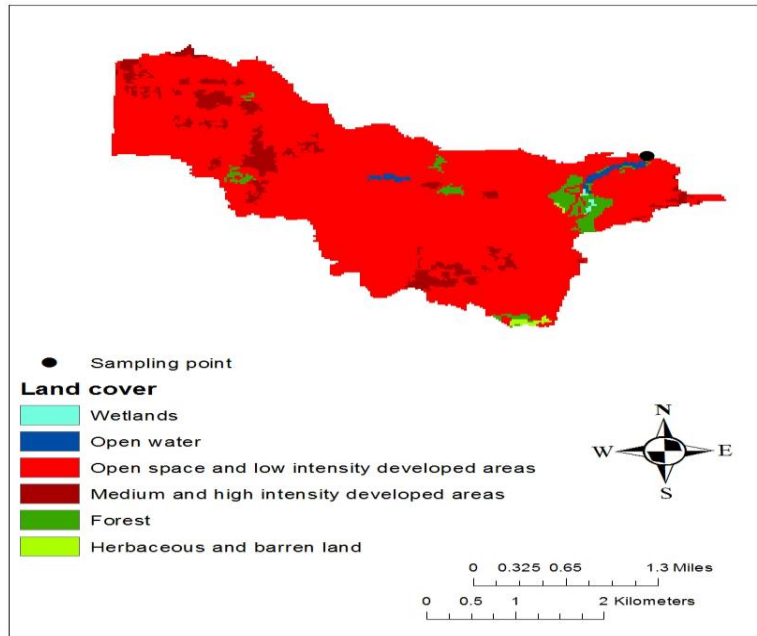 Sampling point
Land cover
Wetlands
Open water
Open space and low intensity developed areas
Medium and high intensity developed areas
Forest
Herbaceous and barren land
N
W E
S
0 0.325 0.65 1.3 Miles
0 0.5 1 2 Kilometers